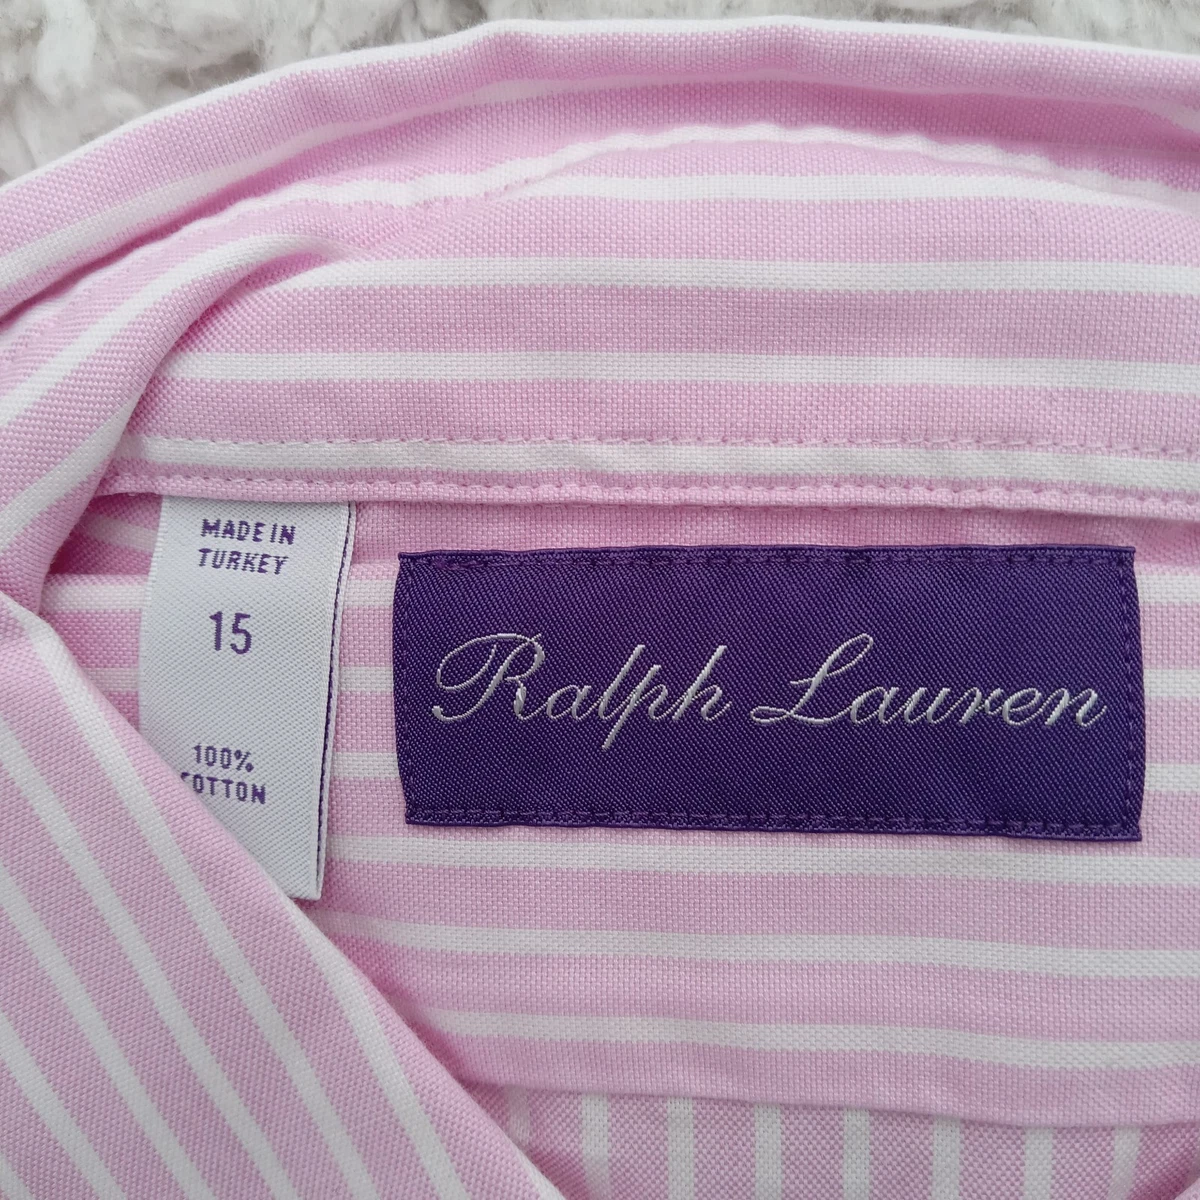 MADE IN
TURKEY
15
100%
COTTON
Ralph Lauren